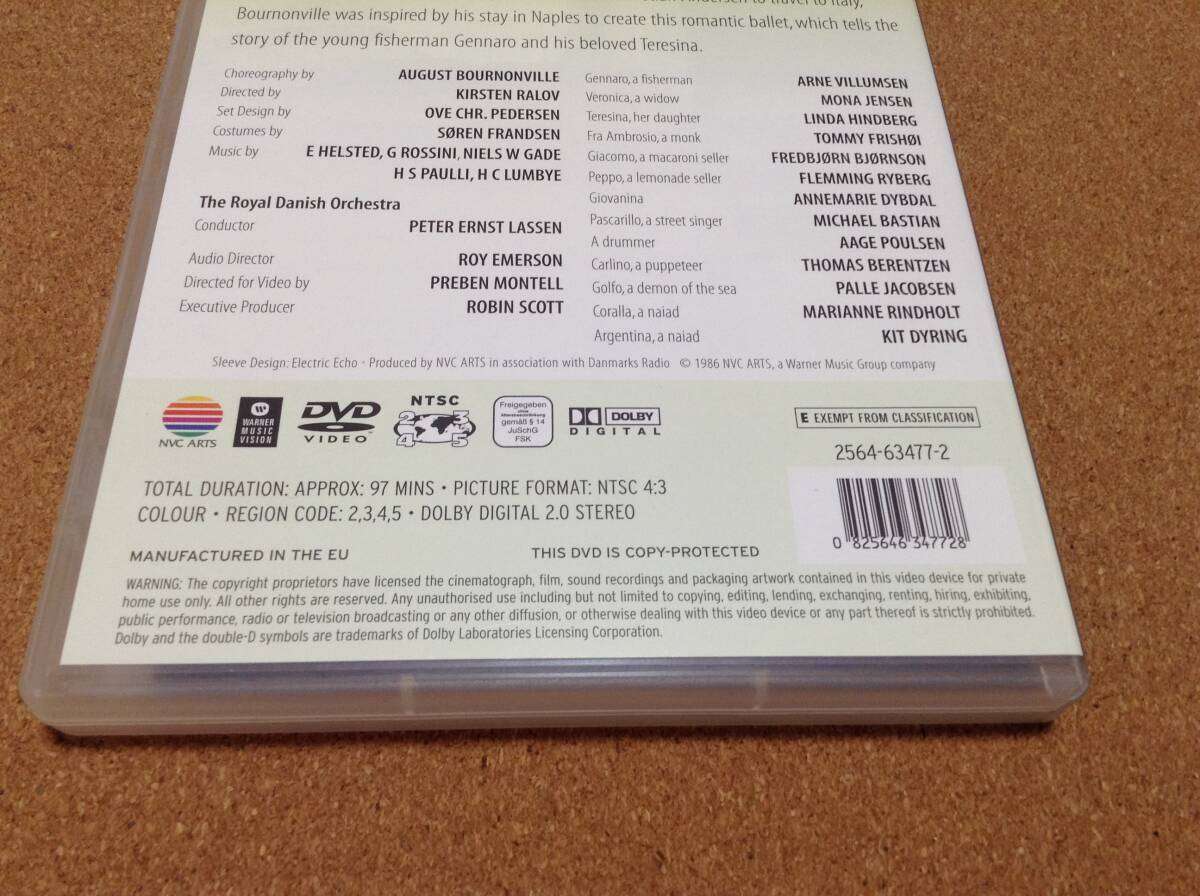 to travel to Italy,
Bournonville was inspired by his stay in Naples to create this romantic ballet, which tells the
story of the young fisherman Gennaro and his beloved Teresina.
Choreography by AUGUST BOURNONVILLE
Directed by KIRSTEN RALOV
Set Design by OVE CHR. PEDERSEN
Costumes by SØREN FRANDSEN
Music by E HELSTED, G ROSSINI, NIELS W GADE
H S PAULLI, H C LUMBYE
The Royal Danish Orchestra
Conductor PETER ERNST LASSEN
Audio Director ROY EMERSON
Directed for Video by PREBEN MONTELL
Executive Producer ROBIN SCOTT
Gennaro, a fisherman ARNE VILLUMSEN
Veronica, a widow MONA JENSEN
Teresina, her daughter LINDA HINDBERG
Fra Ambrosio, a monk TOMMY FRISHØI
Giacomo, a macaroni seller FREDBJØRN BJØRNSON
Peppo, a lemonade seller FLEMMING RYBERG
Giovanina ANNEMARIE DYBDAL
Pascarillo, a street singer MICHAEL BASTIAN
A drummer AAGE POULSEN
Carlino, a puppeteer THOMAS BERENTZEN
Golfo, a demon of the sea PALLE JACOBSEN
Coralla, a naiad MARIANNE RINDHOLT
Argentina, a naiad KIT DYRING
Sleeve Design: Electric Echo · Produced by NVC ARTS in association with Danmarks Radio © 1986 NVC ARTS, a Warner Music Group company
NVC ARTS
WARNER
MUSIC
VISION
DVD
VIDEO
NTSC
2 3
4 5
Freigegeben
ohne
Altersbeschränkung
gemäß § 14
JuSchG
FSK
DOLBY
DIGITAL
E EXEMPT FROM CLASSIFICATION
2564-63477-2
TOTAL DURATION: APPROX: 97 MINS · PICTURE FORMAT: NTSC 4:3
COLOUR · REGION CODE: 2,3,4,5 · DOLBY DIGITAL 2.0 STEREO
0 825646 347728
MANUFACTURED IN THE EU THIS DVD IS COPY-PROTECTED
WARNING: The copyright proprietors have licensed the cinematograph, film, sound recordings and packaging artwork contained in this video device for private
home use only. All other rights are reserved. Any unauthorised use including but not limited to copying, editing, lending, exchanging, renting, hiring, exhibiting,
public performance, radio or television broadcasting or any other diffusion, or otherwise dealing with this video device or any part thereof is strictly prohibited.
Dolby and the double-D symbols are trademarks of Dolby Laboratories Licensing Corporation.